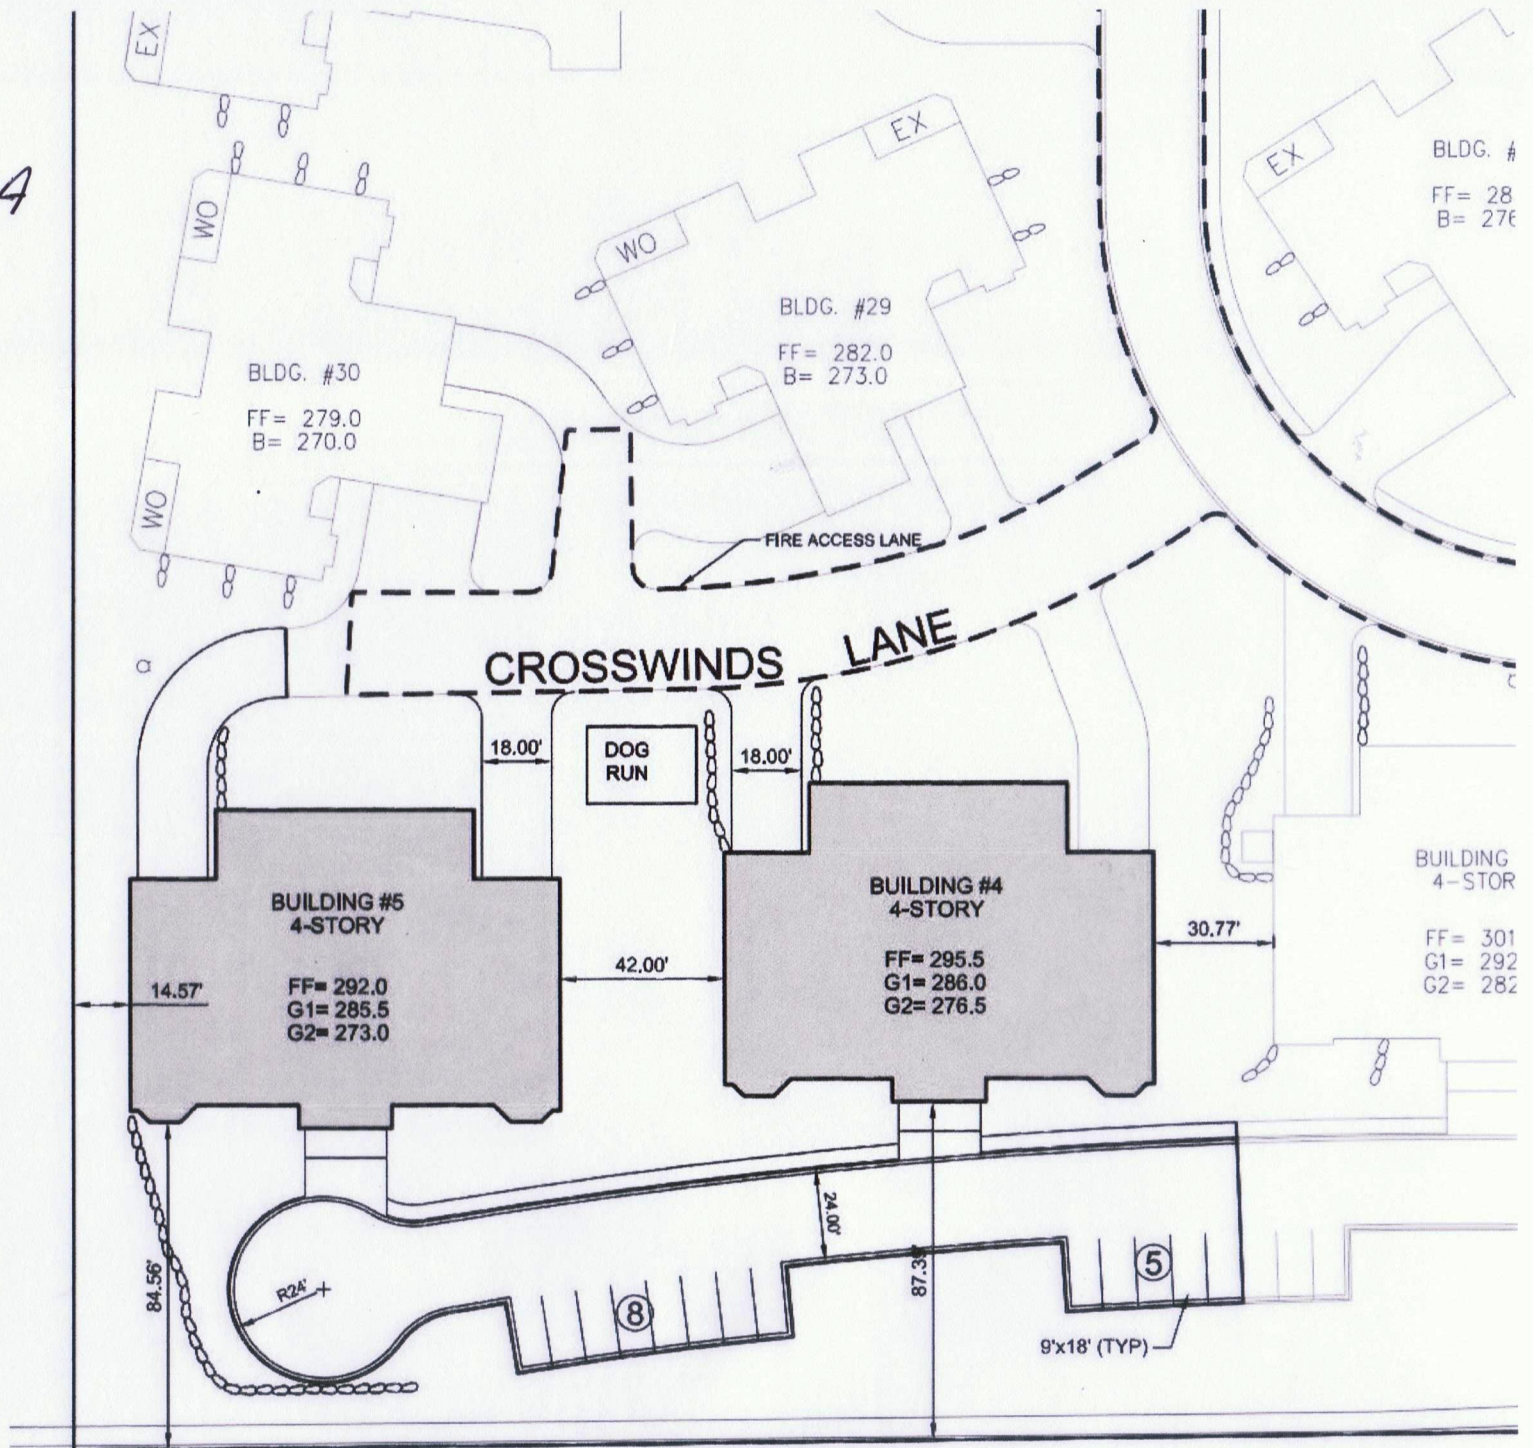 EX
4
WO
EX
EX
BLDG. #
FF= 28
B= 276
WO
BLDG. #29
FF= 282.0
B= 273.0
BLDG. #30
FF= 279.0
B= 270.0
WO
FIRE ACCESS LANE
CROSSWINDS LANE
18.00'
DOG
RUN
18.00'
BUILDING #5
4-STORY
FF= 292.0
G1= 285.5
G2= 273.0
14.57'
42.00'
BUILDING #4
4-STORY
FF= 295.5
G1= 286.0
G2= 276.5
30.77'
BUILDING
4-STOR
FF= 301
G1= 292
G2= 282
24.00'
84.56'
R24'
8
5
9'x18' (TYP)